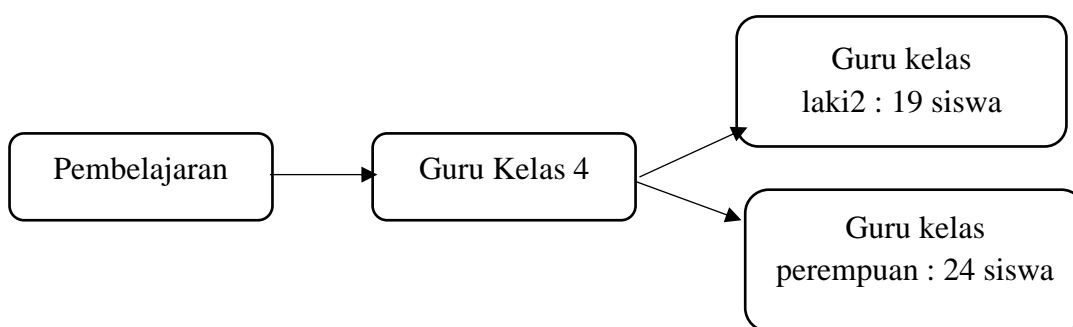 Pembelajaran
Guru Kelas 4
Guru kelas
laki2 : 19 siswa
Guru kelas
perempuan : 24 siswa